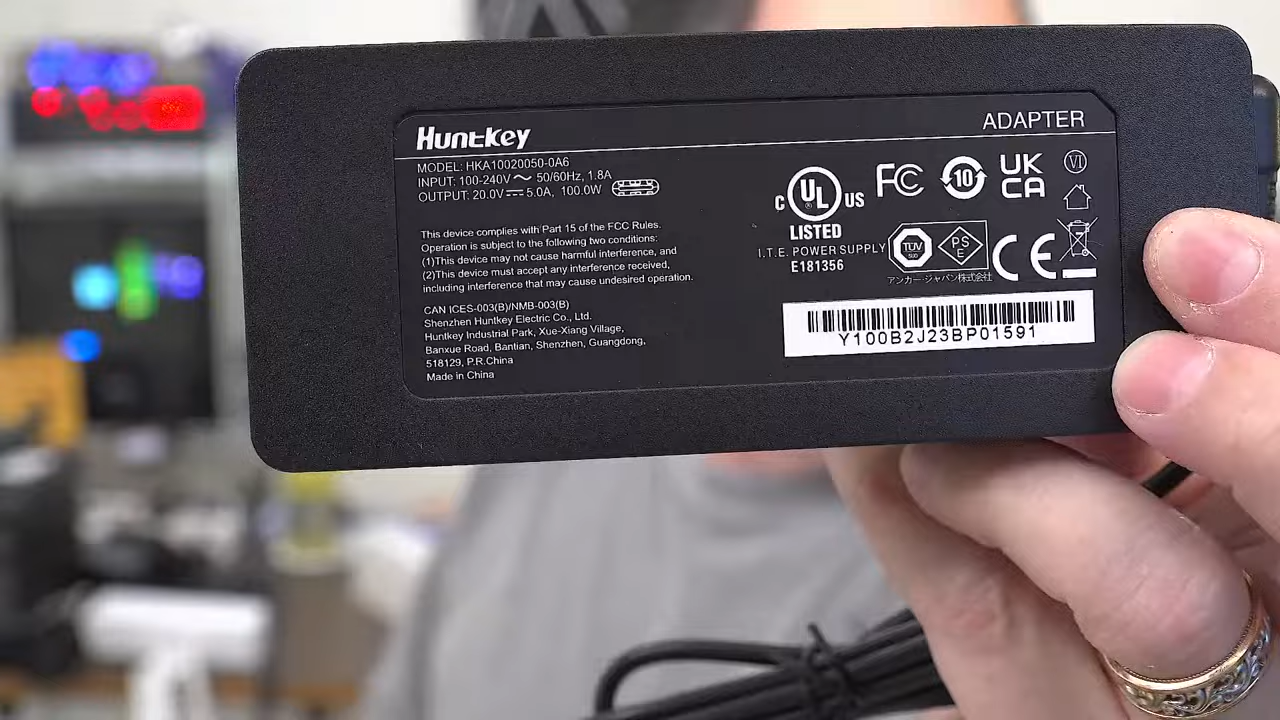 Huntkey
ADAPTER
MODEL: HKA10020050-0A6
INPUT: 100-240V ～ 50/60Hz, 1.8A
OUTPUT: 20.0V⎓5.0A, 100.0W
This device complies with Part 15 of the FCC Rules.
Operation is subject to the following two conditions:
(1)This device may not cause harmful interference, and
(2)This device must accept any interference received,
including interference that may cause undesired operation.
CAN ICES-003(B)/NMB-003(B)
Shenzhen Huntkey Electric Co., Ltd.
Huntkey Industrial Park, Xue-Xiang Village,
Banxue Road, Bantian, Shenzhen, Guangdong,
518129, P.R.China
Made in China
C UL US
LISTED
I.T.E. POWER SUPPLY
E181356
FC
10
UK
CA
VI
TÜV
SÜD
PS
E
CE
アンカー・ジャパン株式会社
Y100B2J23BP01591